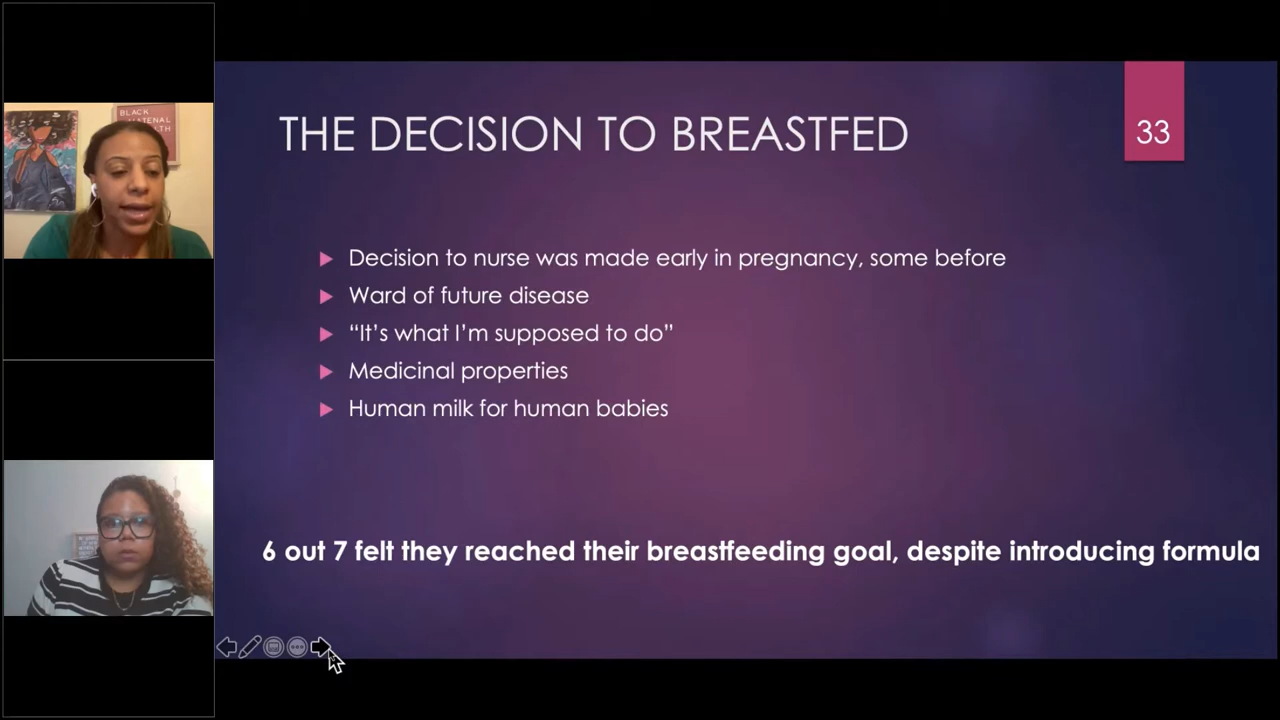 BLACK
MATENAL
THE DECISION TO BREASTFED
33
Decision to nurse was made early in pregnancy, some before
Ward of future disease
“It’s what I’m supposed to do”
Medicinal properties
Human milk for human babies
6 out 7 felt they reached their breastfeeding goal, despite introducing formula